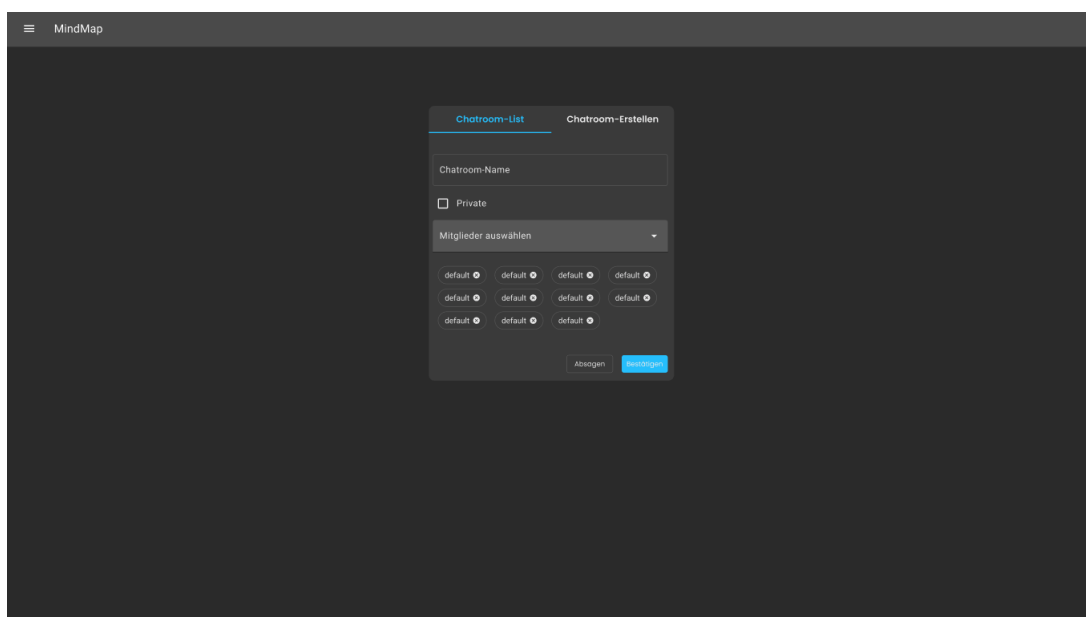 MindMap
Chatroom-List Chatroom-Erstellen
Chatroom-Name
Private
Mitglieder auswählen
default default default default
default default default default
default default default
Absagen Bestätigen